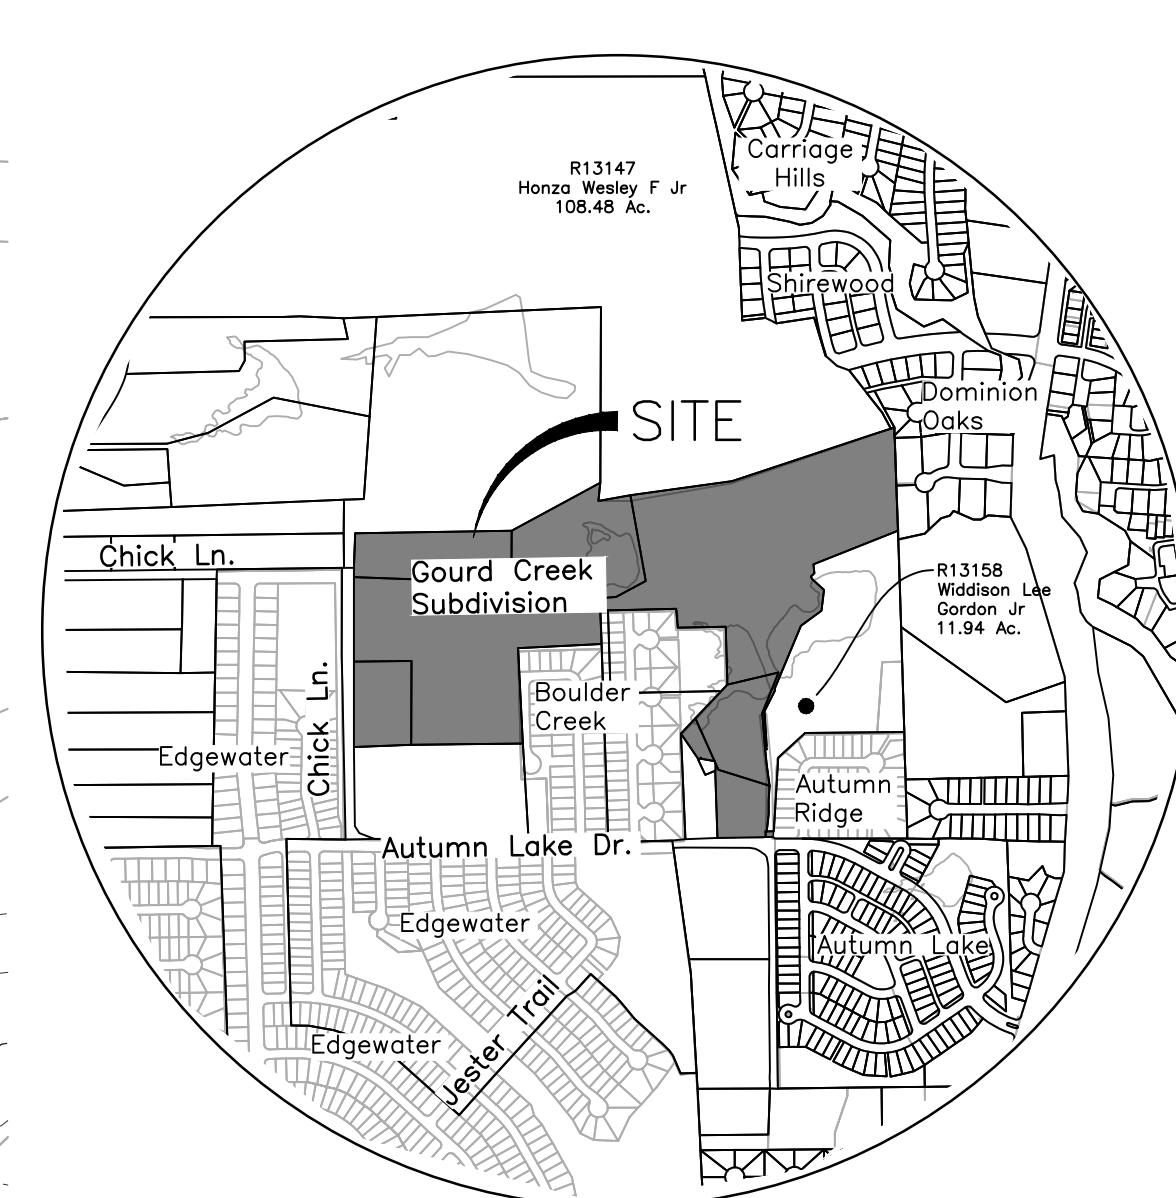 Carriage
Hills
R13147
Honza Wesley F Jr
108.48 Ac.
Shirewood
Dominion
Oaks
SITE
Chick Ln.
Gourd Creek
Subdivision
R13158
Widdison Lee
Gordon Jr
11.94 Ac.
Chick Ln.
Boulder
Creek
Edgewater
Autumn
Ridge
Autumn Lake Dr.
Edgewater
Autumn Lake
Jester Trail
Edgewater